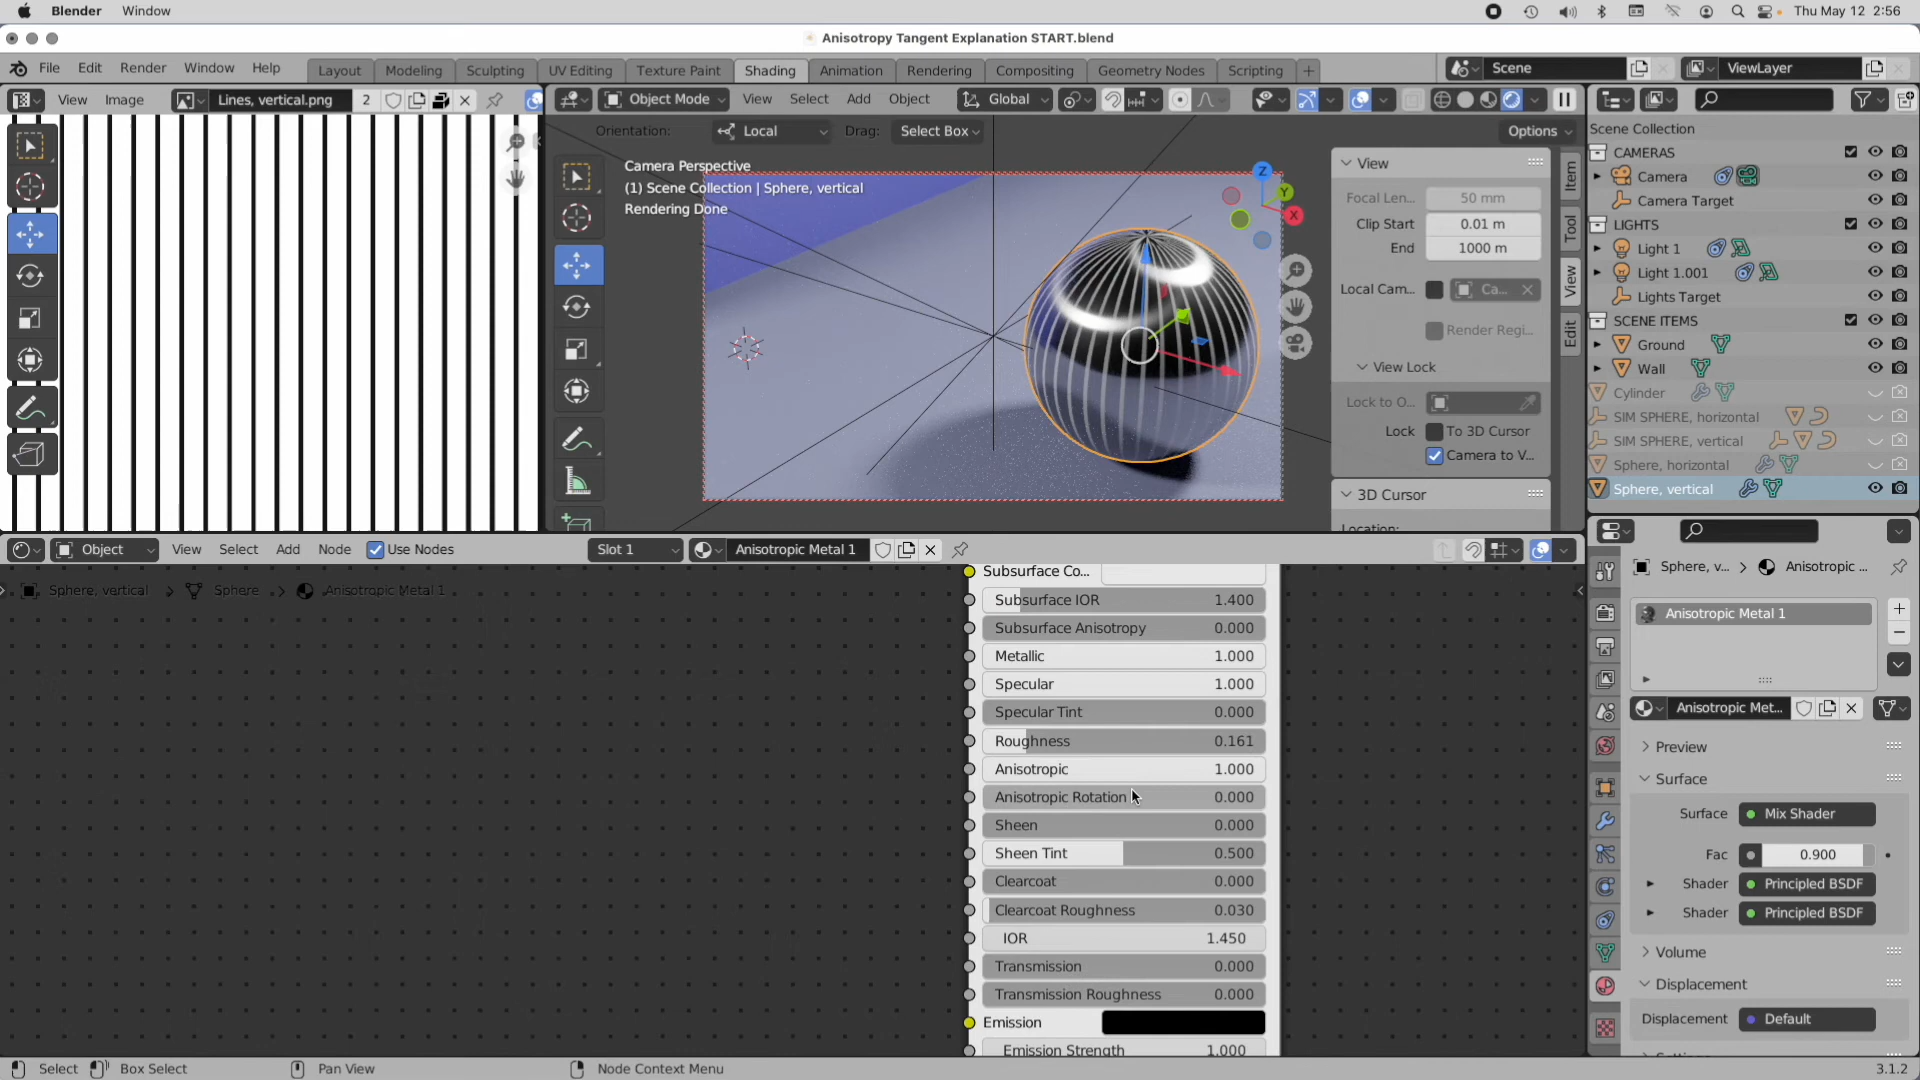 Blender Window
Thu May 12 2:56
Anisotropy Tangent Explanation START.blend
File Edit Render Window Help
Layout Modeling Sculpting UV Editing Texture Paint Shading Animation Rendering Compositing Geometry Nodes Scripting +
Scene
ViewLayer
View Image
Lines, vertical.png 2
Object Mode View Select Add Object
Global
Orientation: Local Drag: Select Box
Options
Camera Perspective
(1) Scene Collection | Sphere, vertical
Rendering Done
Z
Y
X
View
Focal Len... 50 mm
Clip Start 0.01 m
End 1000 m
Local Cam... Ca...
Render Regi...
View Lock
Lock to O...
Lock To 3D Cursor
Camera to V...
3D Cursor
Location:
Item
Tool
View
Edit
Scene Collection
CAMERAS
Camera
Camera Target
LIGHTS
Light 1
Light 1.001
Lights Target
SCENE ITEMS
Ground
Wall
Cylinder
SIM SPHERE, horizontal
SIM SPHERE, vertical
Sphere, horizontal
Sphere, vertical
Object View Select Add Node Use Nodes
Slot 1 Anisotropic Metal 1
Sphere, vertical > Sphere > Anisotropic Metal 1
Subsurface Co...
Subsurface IOR 1.400
Subsurface Anisotropy 0.000
Metallic 1.000
Specular 1.000
Specular Tint 0.000
Roughness 0.161
Anisotropic 1.000
Anisotropic Rotation 0.000
Sheen 0.000
Sheen Tint 0.500
Clearcoat 0.000
Clearcoat Roughness 0.030
IOR 1.450
Transmission 0.000
Transmission Roughness 0.000
Emission
Emission Strength 1.000
Sphere, v... > Anisotropic ...
Anisotropic Metal 1
Anisotropic Met...
Preview
Surface
Surface Mix Shader
Fac 0.900
Shader Principled BSDF
Shader Principled BSDF
Volume
Displacement
Displacement Default
Select Box Select Pan View Node Context Menu
3.1.2